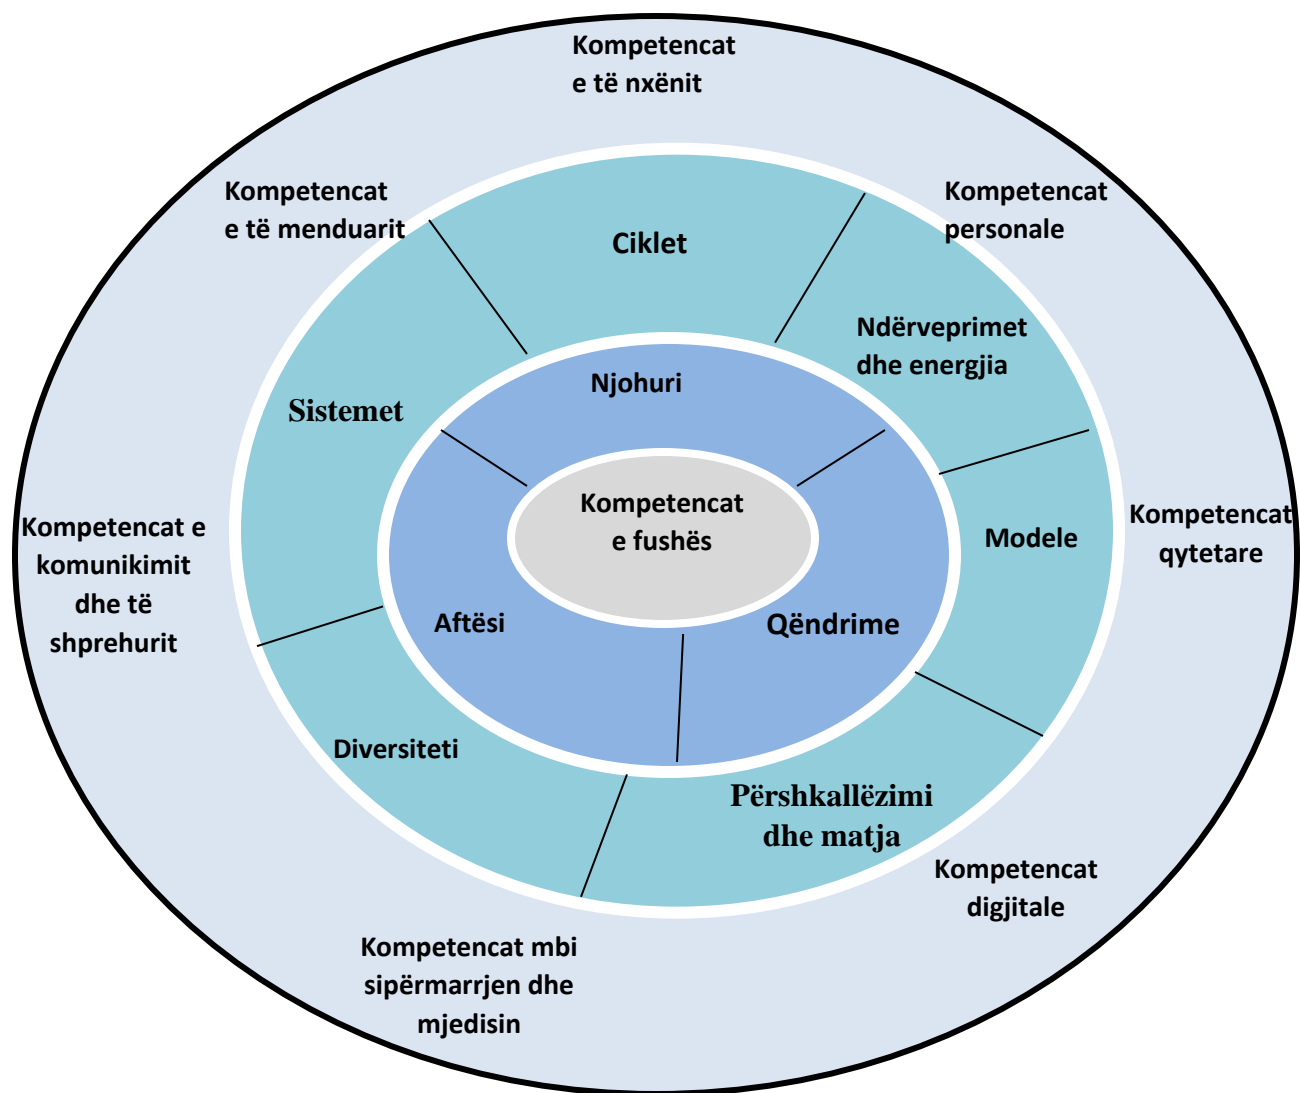 Kompetencat
e të nxënit
Kompetencat
e të menduarit
Kompetencat
personale
Ciklet
Ndërveprimet
dhe energjia
Njohuri
Sistemet
Kompetencat
e fushës
Modele
Kompetencat
qytetare
Kompetencat e
komunikimit
dhe të
shprehurit
Aftësi
Qëndrime
Diversiteti
Përshkallëzimi
dhe matja
Kompetencat
digjitale
Kompetencat mbi
sipërmarrjen dhe
mjedisin